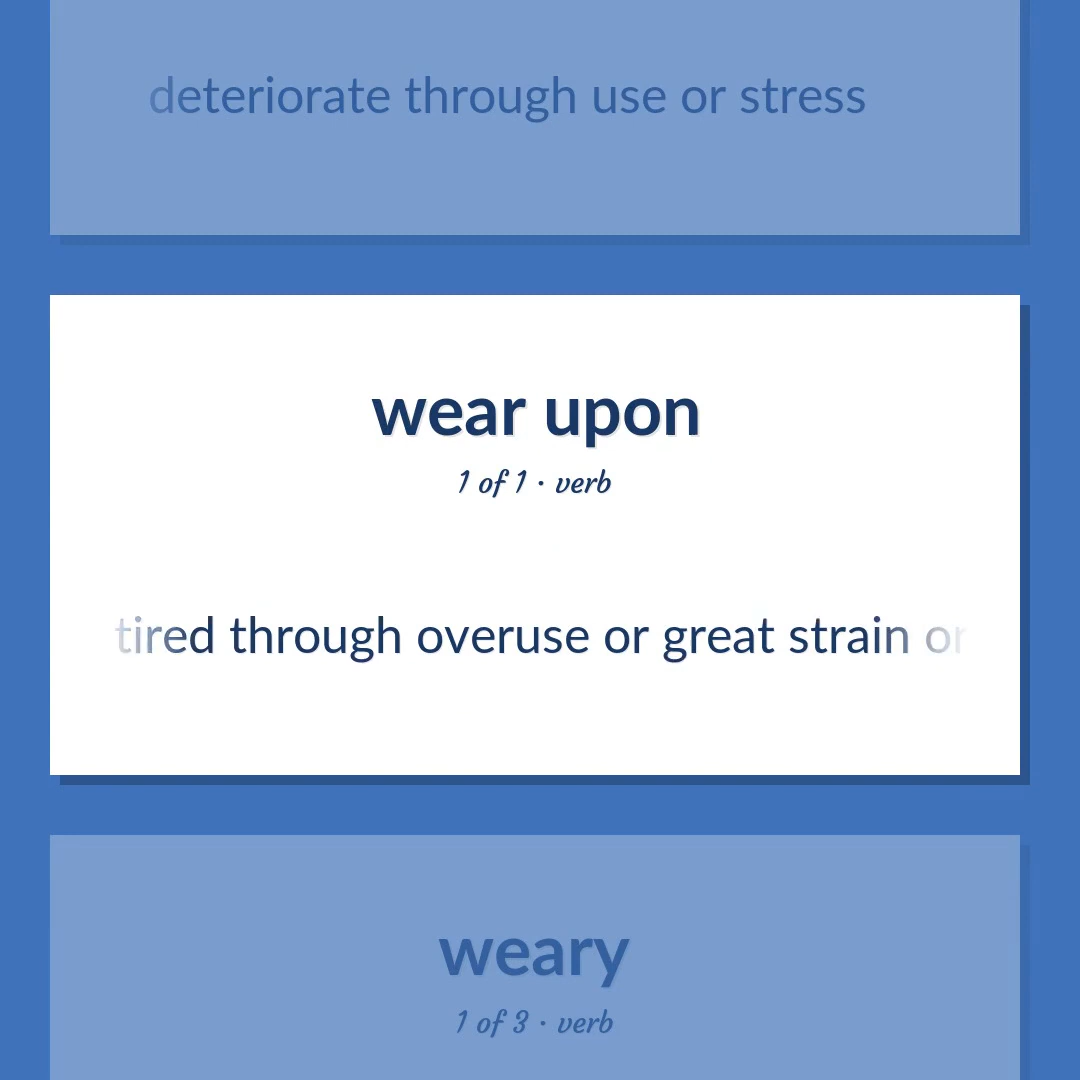 deteriorate through use or stress
wear upon
1 of 1 · verb
tired through overuse or great strain or
weary
1 of 3 · verb